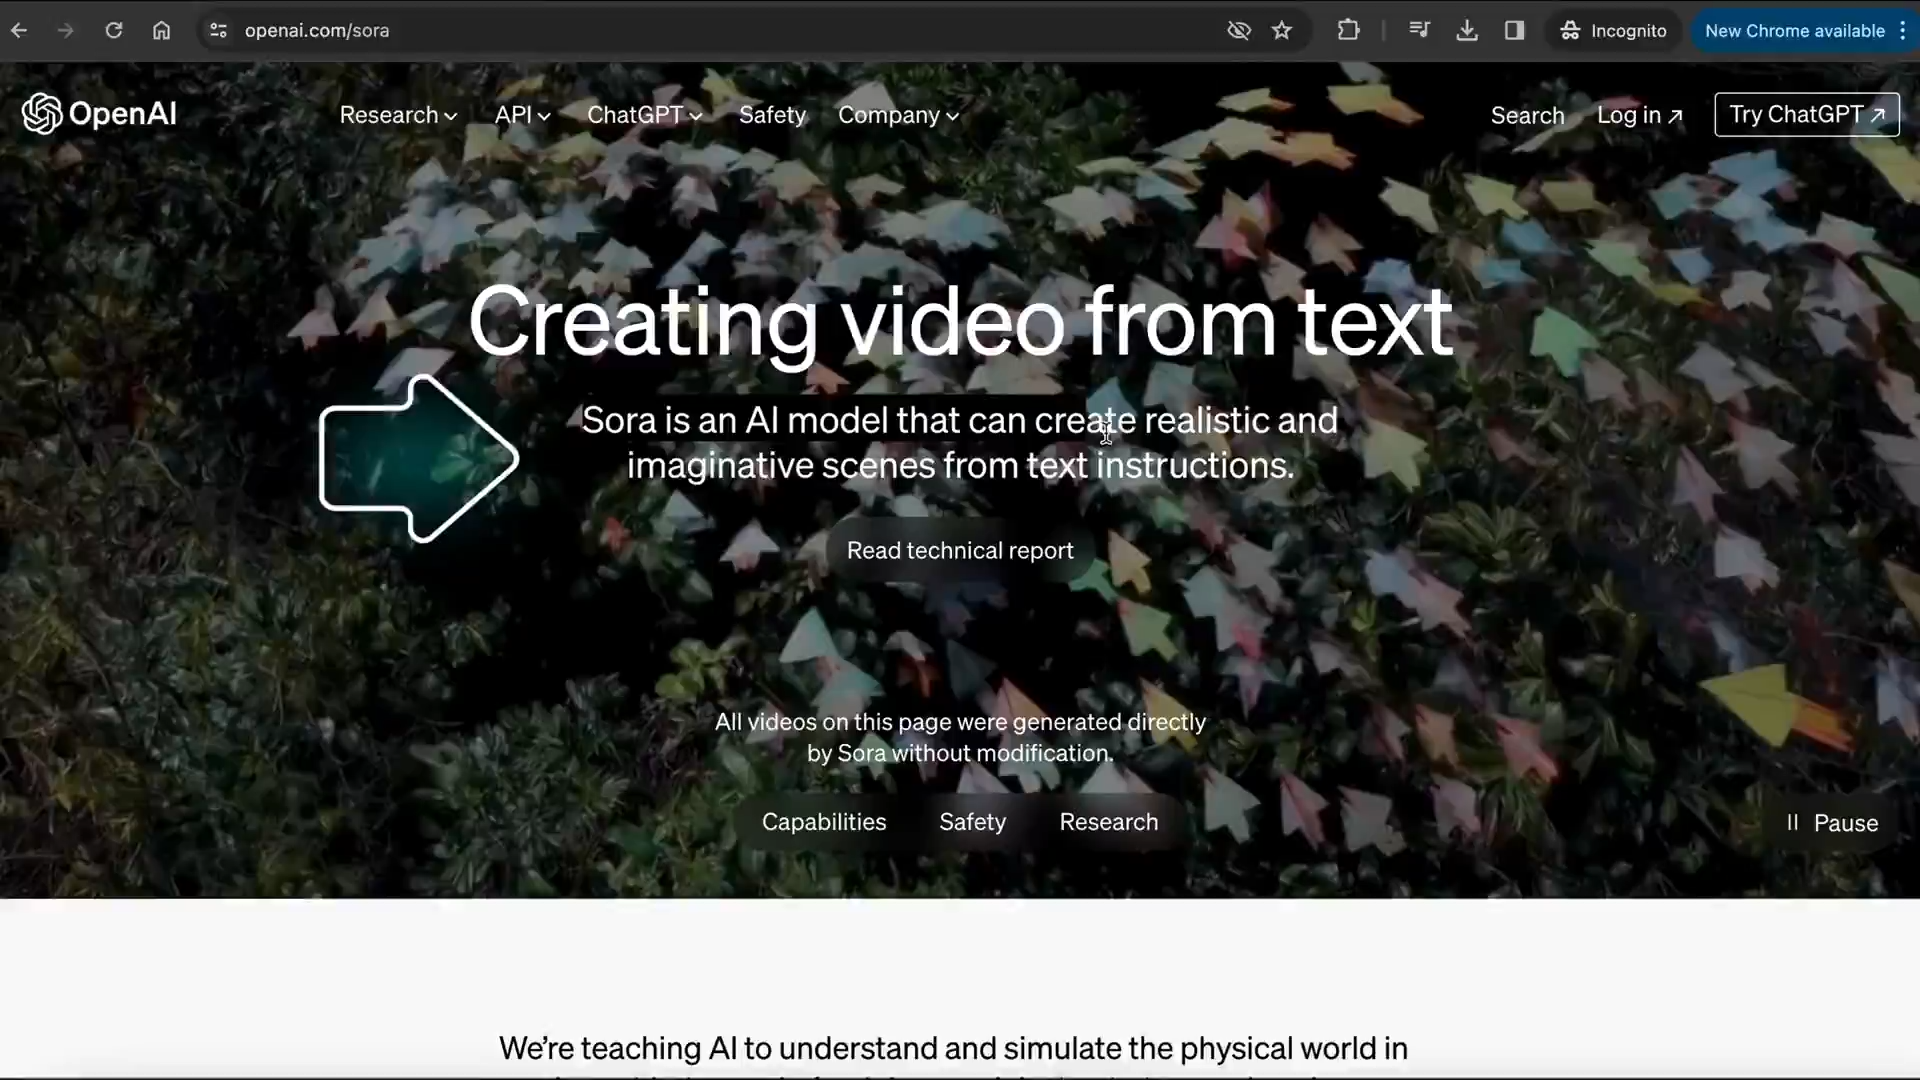 openai.com/sora
Incognito
New Chrome available
OpenAI
Research
API
ChatGPT
Safety
Company
Search
Log in ↗
Try ChatGPT ↗
Creating video from text
Sora is an AI model that can create realistic and
imaginative scenes from text instructions.
Read technical report
All videos on this page were generated directly
by Sora without modification.
Capabilities
Safety
Research
Pause
We’re teaching AI to understand and simulate the physical world in